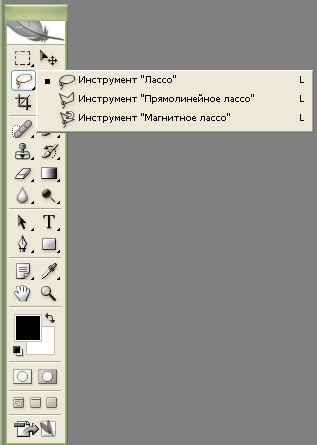 Инструмент "Лассо" L
Инструмент "Прямолинейное лассо" L
Инструмент "Магнитное лассо" L
T